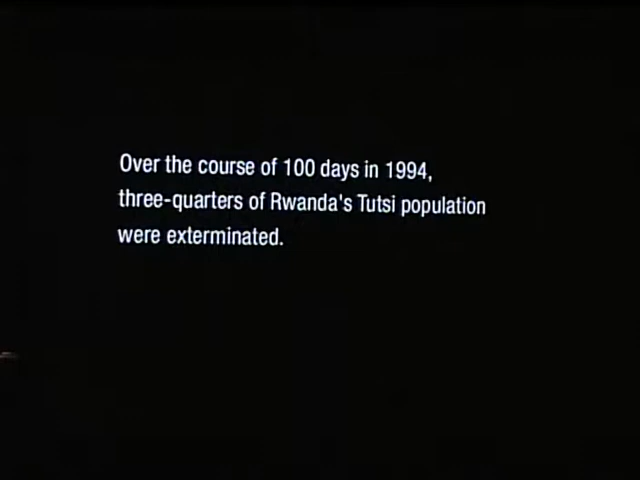 Over the course of 100 days in 1994,
three-quarters of Rwanda's Tutsi population
were exterminated.